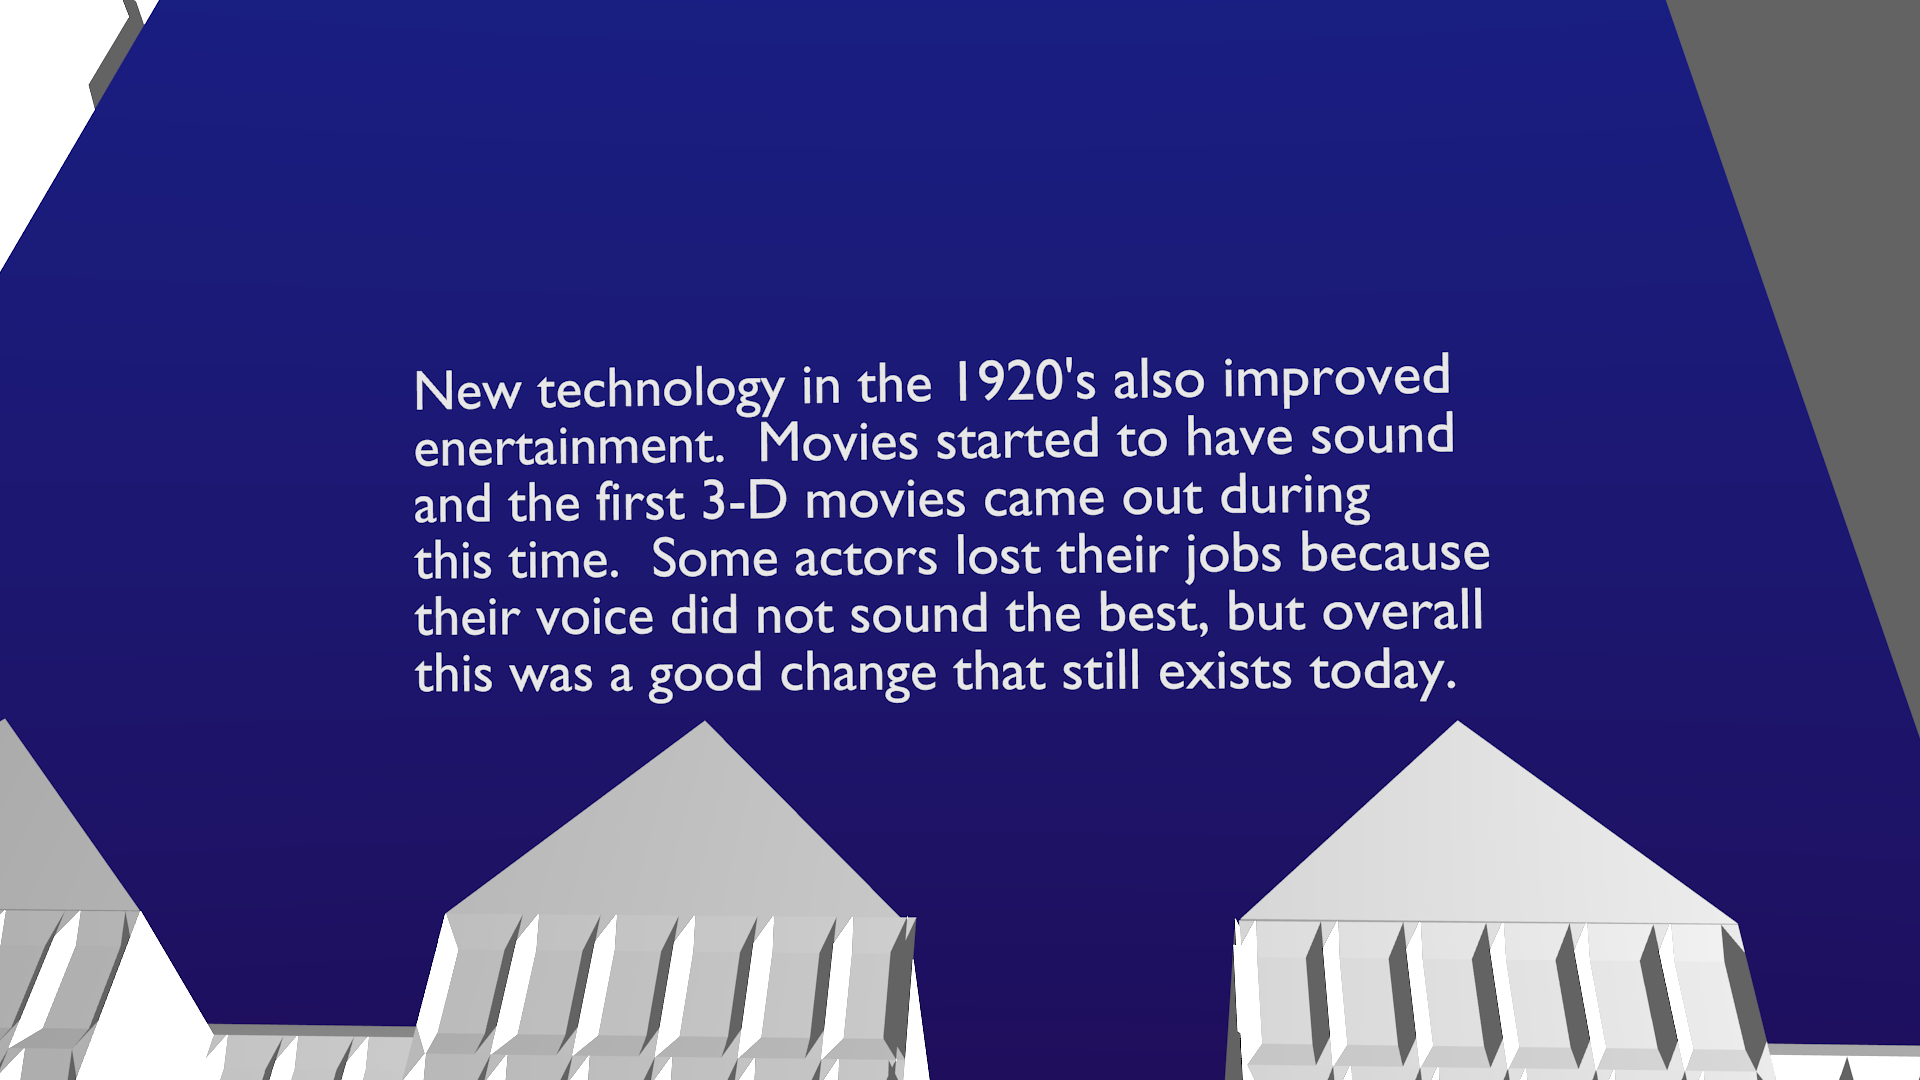 New technology in the 1920's also improved
enertainment.  Movies started to have sound
and the first 3-D movies came out during
this time.  Some actors lost their jobs because
their voice did not sound the best, but overall
this was a good change that still exists today.